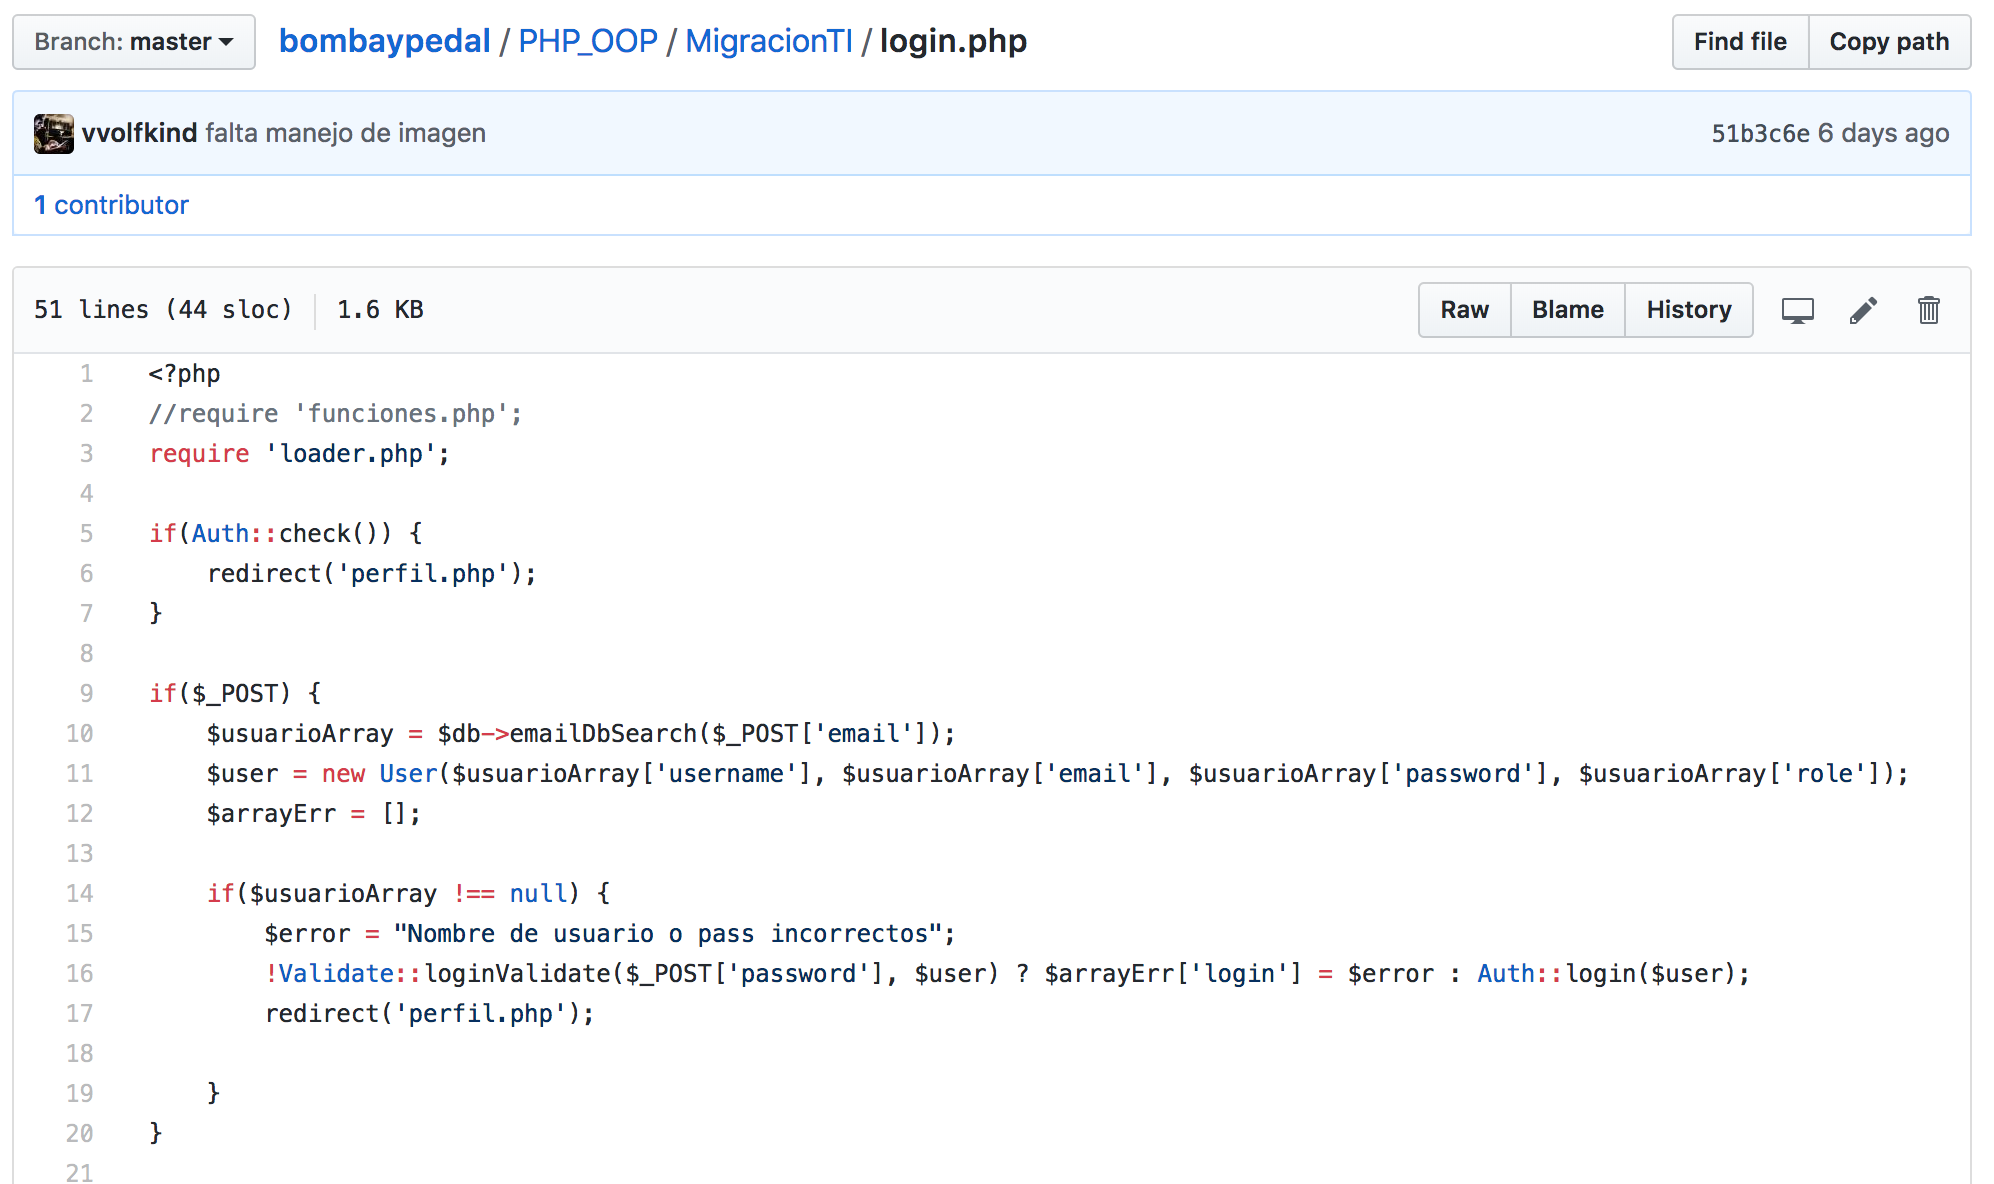 Branch: master bombaypedal / PHP_OOP / MigracionTI / login.php Find file Copy path
vvolfkind falta manejo de imagen 51b3c6e 6 days ago
1 contributor
51 lines (44 sloc) 1.6 KB Raw Blame History
1 <?php
2 //require 'funciones.php';
3 require 'loader.php';
4
5 if(Auth::check()) {
6     redirect('perfil.php');
7 }
8
9 if($_POST) {
10     $usuarioArray = $db->emailDbSearch($_POST['email']);
11     $user = new User($usuarioArray['username'], $usuarioArray['email'], $usuarioArray['password'], $usuarioArray['role']);
12     $arrayErr = [];
13
14     if($usuarioArray !== null) {
15         $error = "Nombre de usuario o pass incorrectos";
16         !Validate::loginValidate($_POST['password'], $user) ? $arrayErr['login'] = $error : Auth::login($user);
17         redirect('perfil.php');
18
19     }
20 }
21